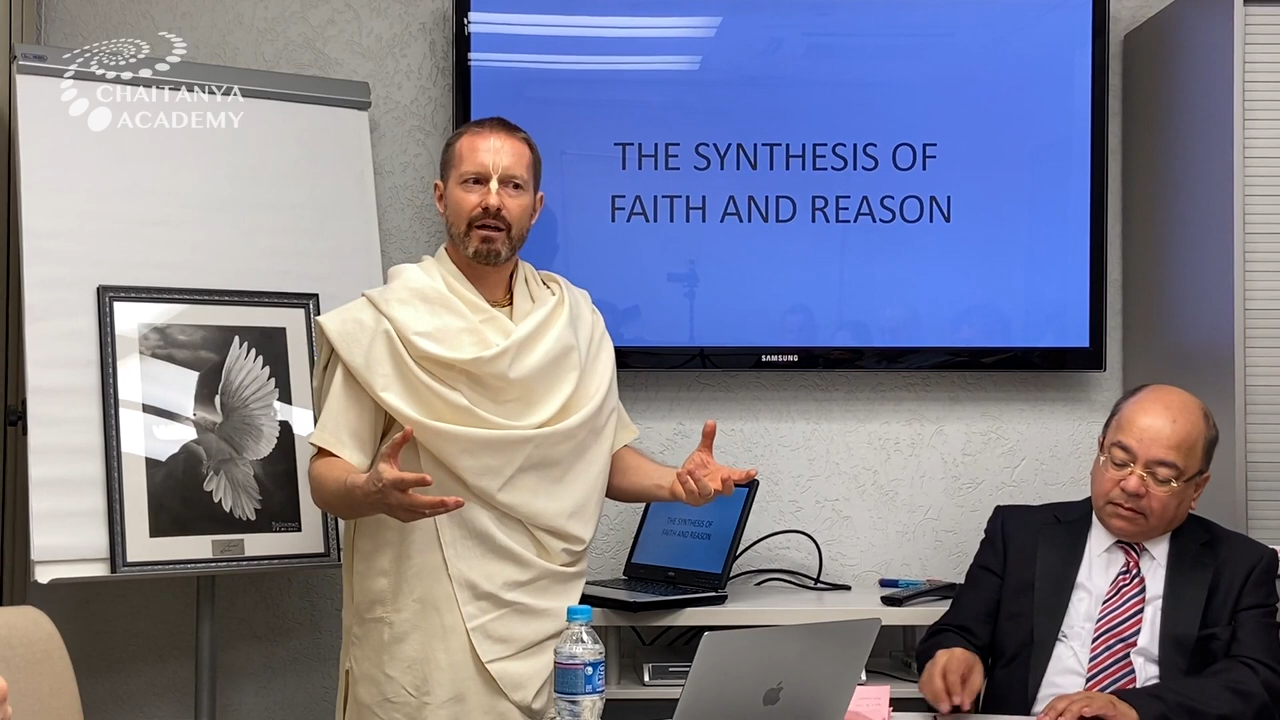 CHAITANYA
ACADEMY
THE SYNTHESIS OF
FAITH AND REASON
SAMSUNG
THE SYNTHESIS OF
FAITH AND REASON